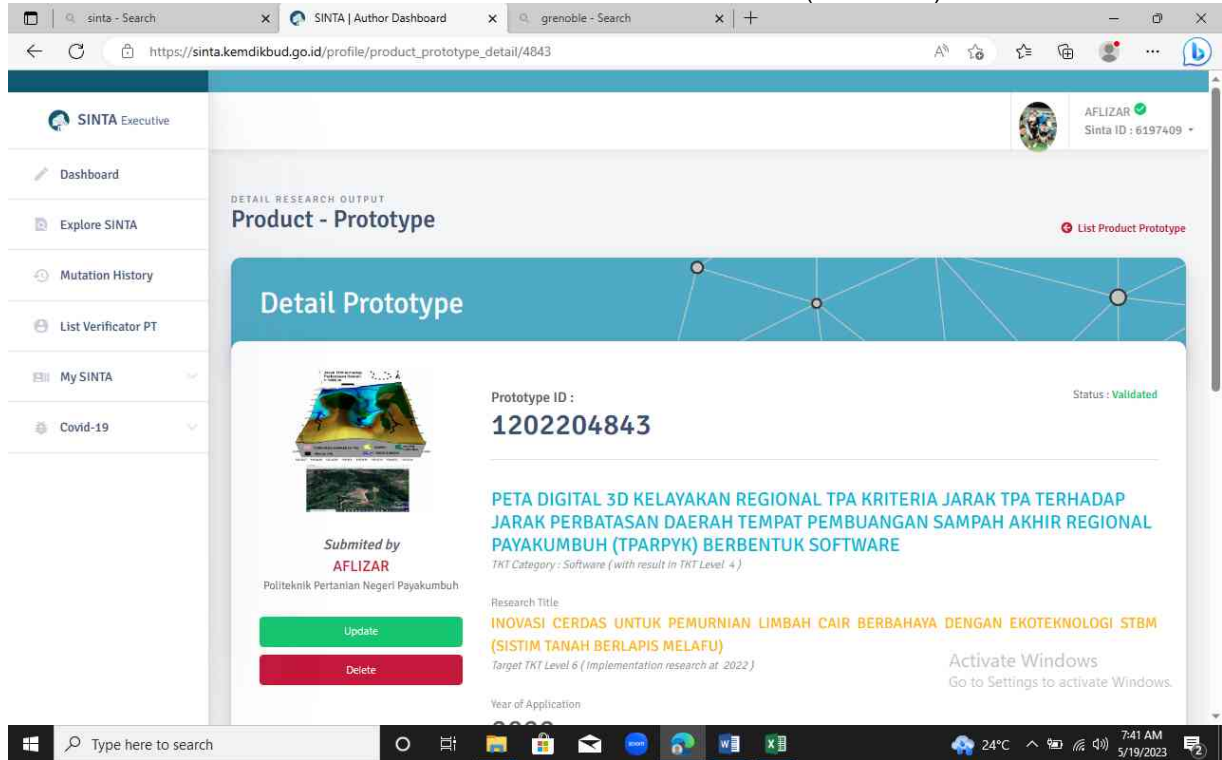 sinta - Search
SINTA | Author Dashboard
grenoble - Search
https://sinta.kemdikbud.go.id/profile/product_prototype_detail/4843
SINTA Executive
AFLIZAR
Sinta ID : 6197409
Dashboard
Explore SINTA
Mutation History
List Verificator PT
My SINTA
Covid-19
DETAIL RESEARCH OUTPUT
Product - Prototype
List Product Prototype
Detail Prototype
Prototype ID :
Status : Validated
1202204843
PETA DIGITAL 3D KELAYAKAN REGIONAL TPA KRITERIA JARAK TPA TERHADAP
JARAK PERBATASAN DAERAH TEMPAT PEMBUANGAN SAMPAH AKHIR REGIONAL
PAYAKUMBUH (TPARPYK) BERBENTUK SOFTWARE
TKT Category : Software ( with result in TKT Level 4 )
Submited by
AFLIZAR
Politeknik Pertanian Negeri Payakumbuh
Update
Delete
Research Title
INOVASI CERDAS UNTUK PEMURNIAN LIMBAH CAIR BERBAHAYA DENGAN EKOTEKNOLOGI STBM
(SISTIM TANAH BERLAPIS MELAFU)
Target TKT Level 6 ( Implementation research at 2022 )
Year of Application
Activate Windows
Go to Settings to activate Windows.
Type here to search
zoom
24°C
7:41 AM
5/19/2023
2